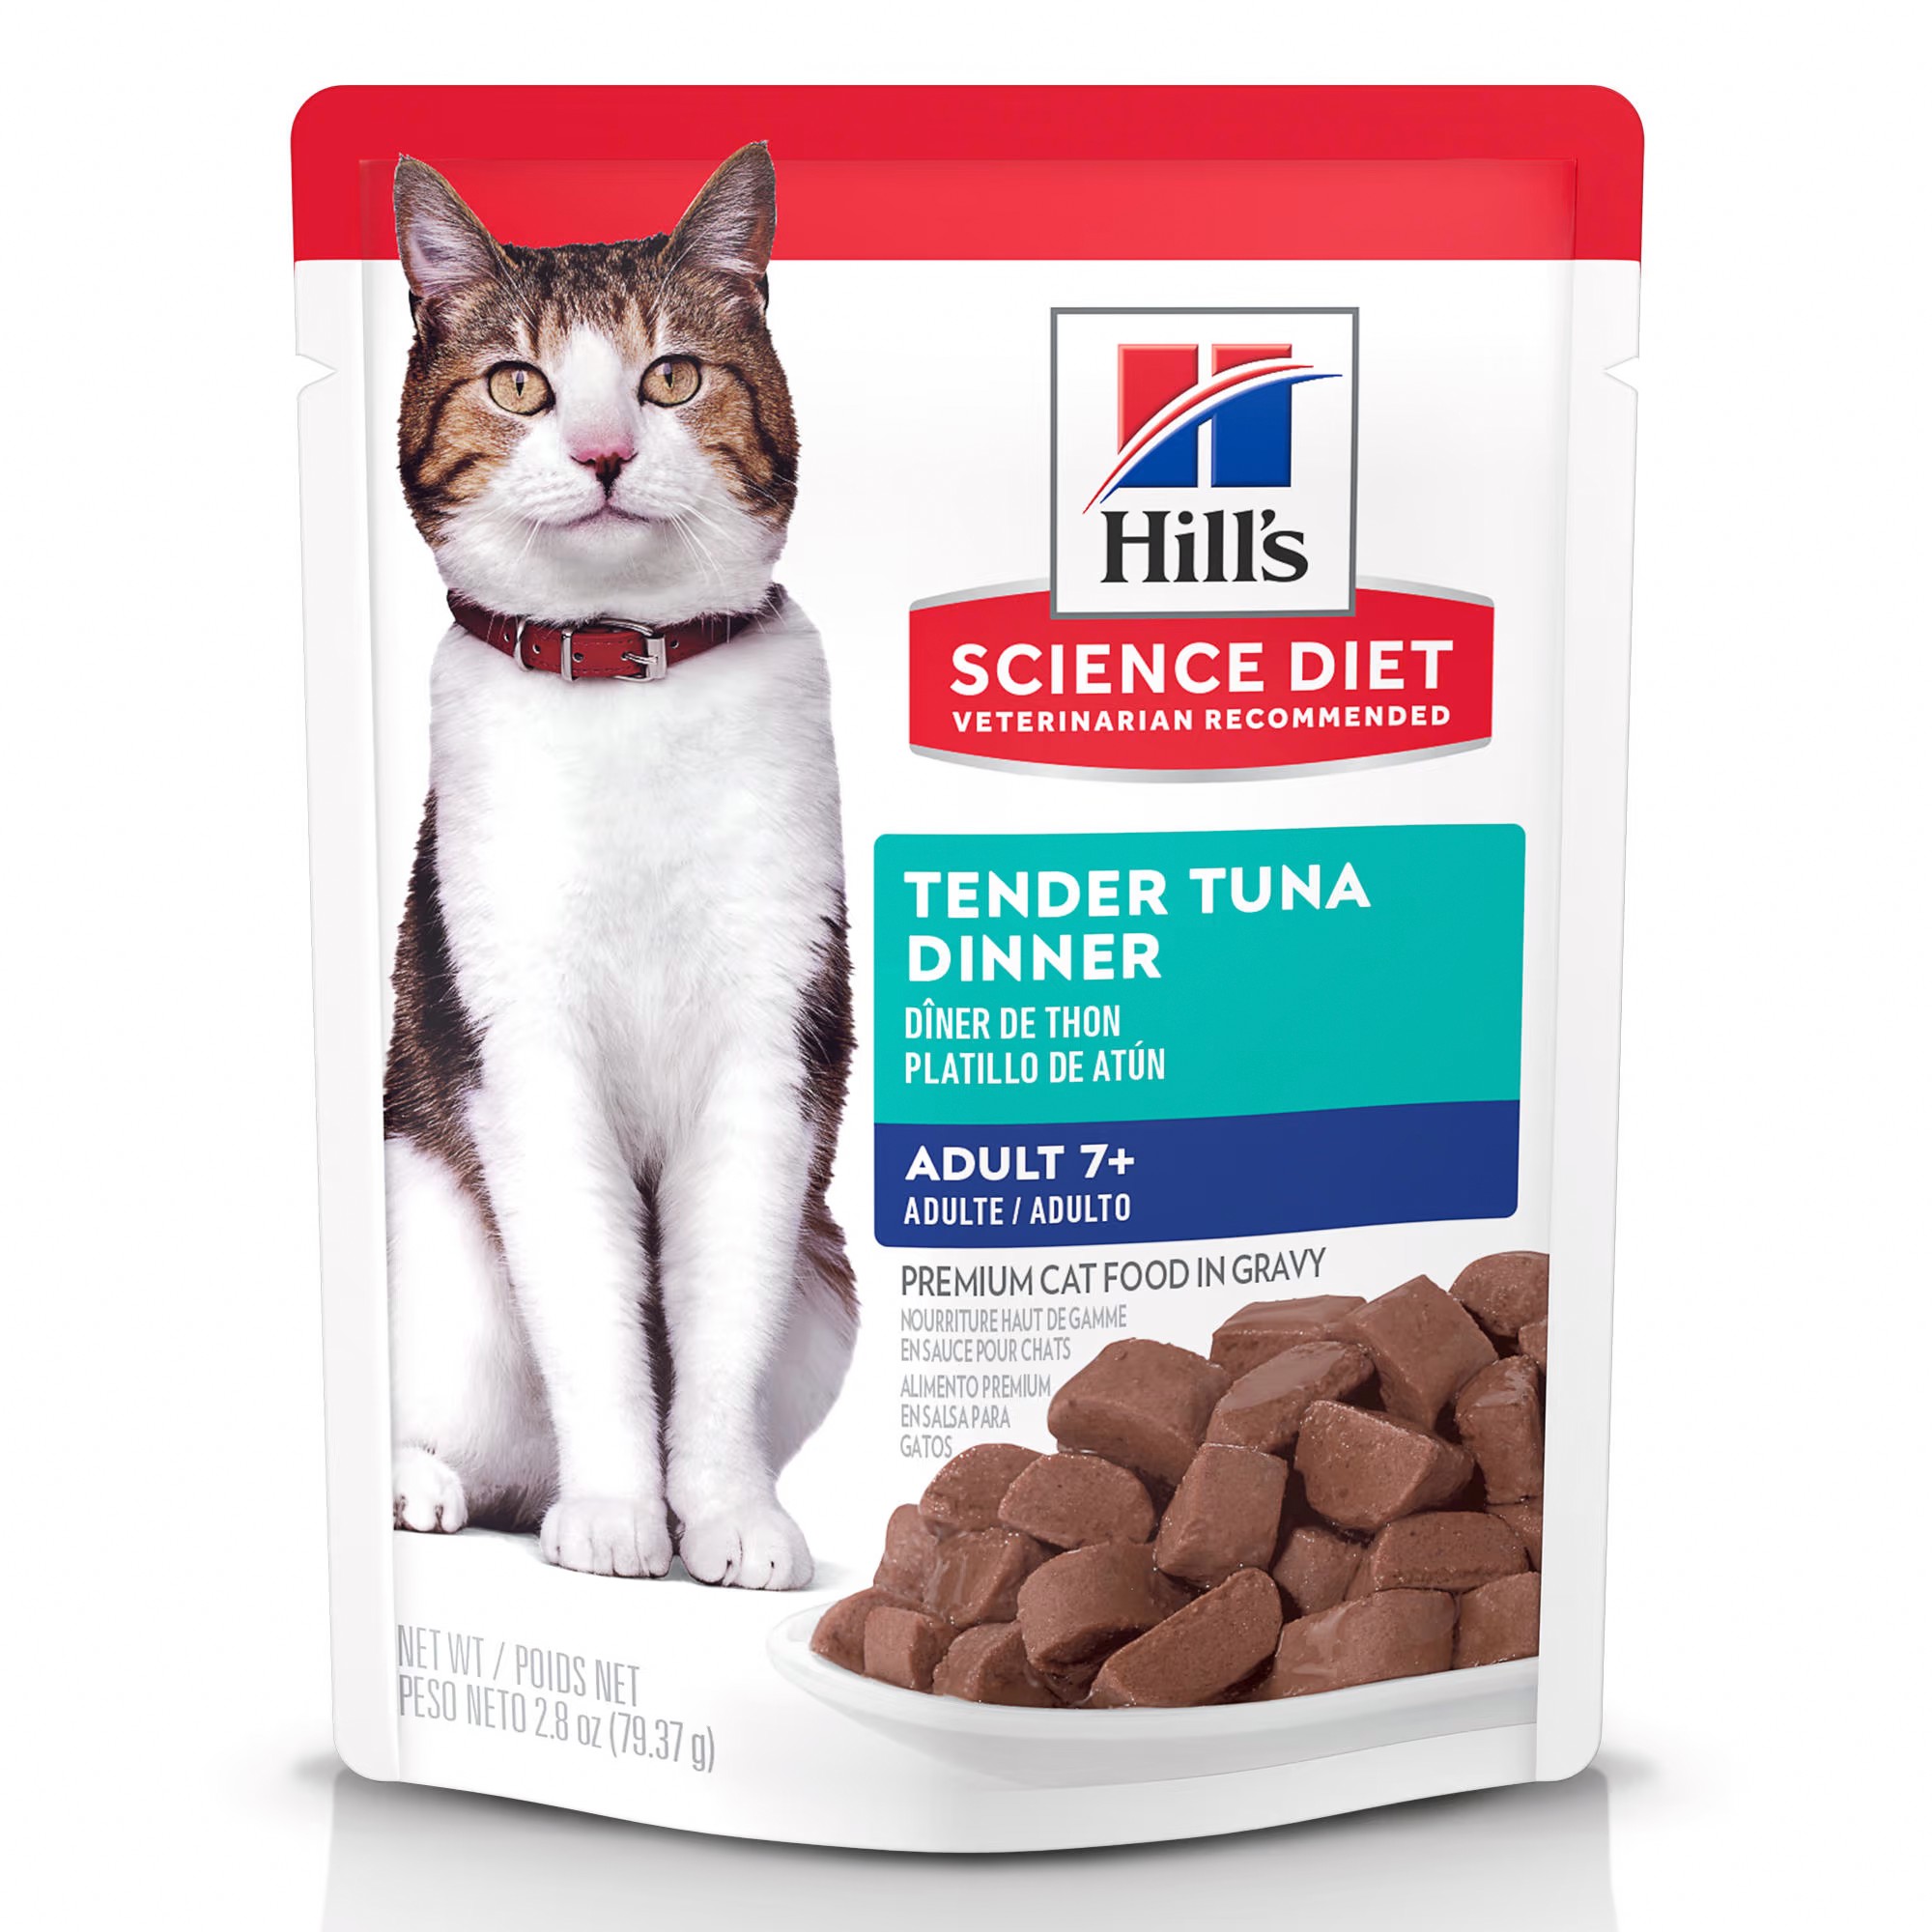 Hill's
SCIENCE DIET
VETERINARIAN RECOMMENDED
TENDER TUNA
DINNER
DÎNER DE THON
PLATILLO DE ATÚN
ADULT 7+
ADULTE / ADULTO
PREMIUM CAT FOOD IN GRAVY
NOURRITURE HAUT DE GAMME
EN SAUCE POUR CHATS
ALIMENTO PREMIUM
EN SALSA PARA
GATOS
NET WT / POIDS NET
PESO NETO 2.8 oz (79.37 g)